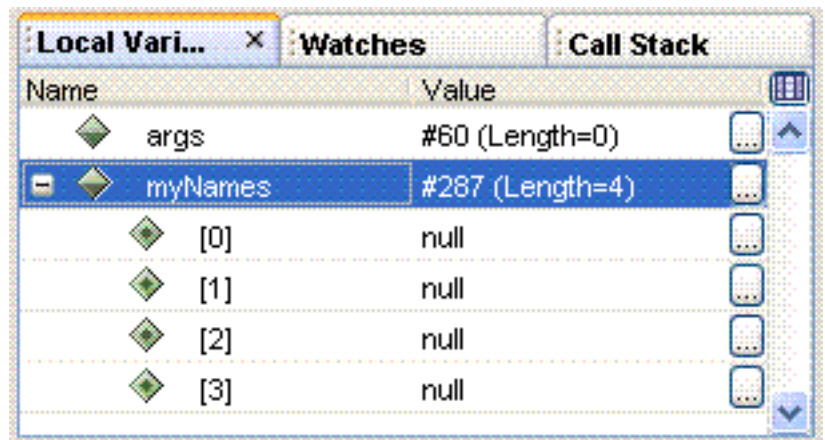 Local Vari... × Watches Call Stack
Name Value
args #60 (Length=0) ...
myNames #287 (Length=4) ...
[0] null ...
[1] null ...
[2] null ...
[3] null ...